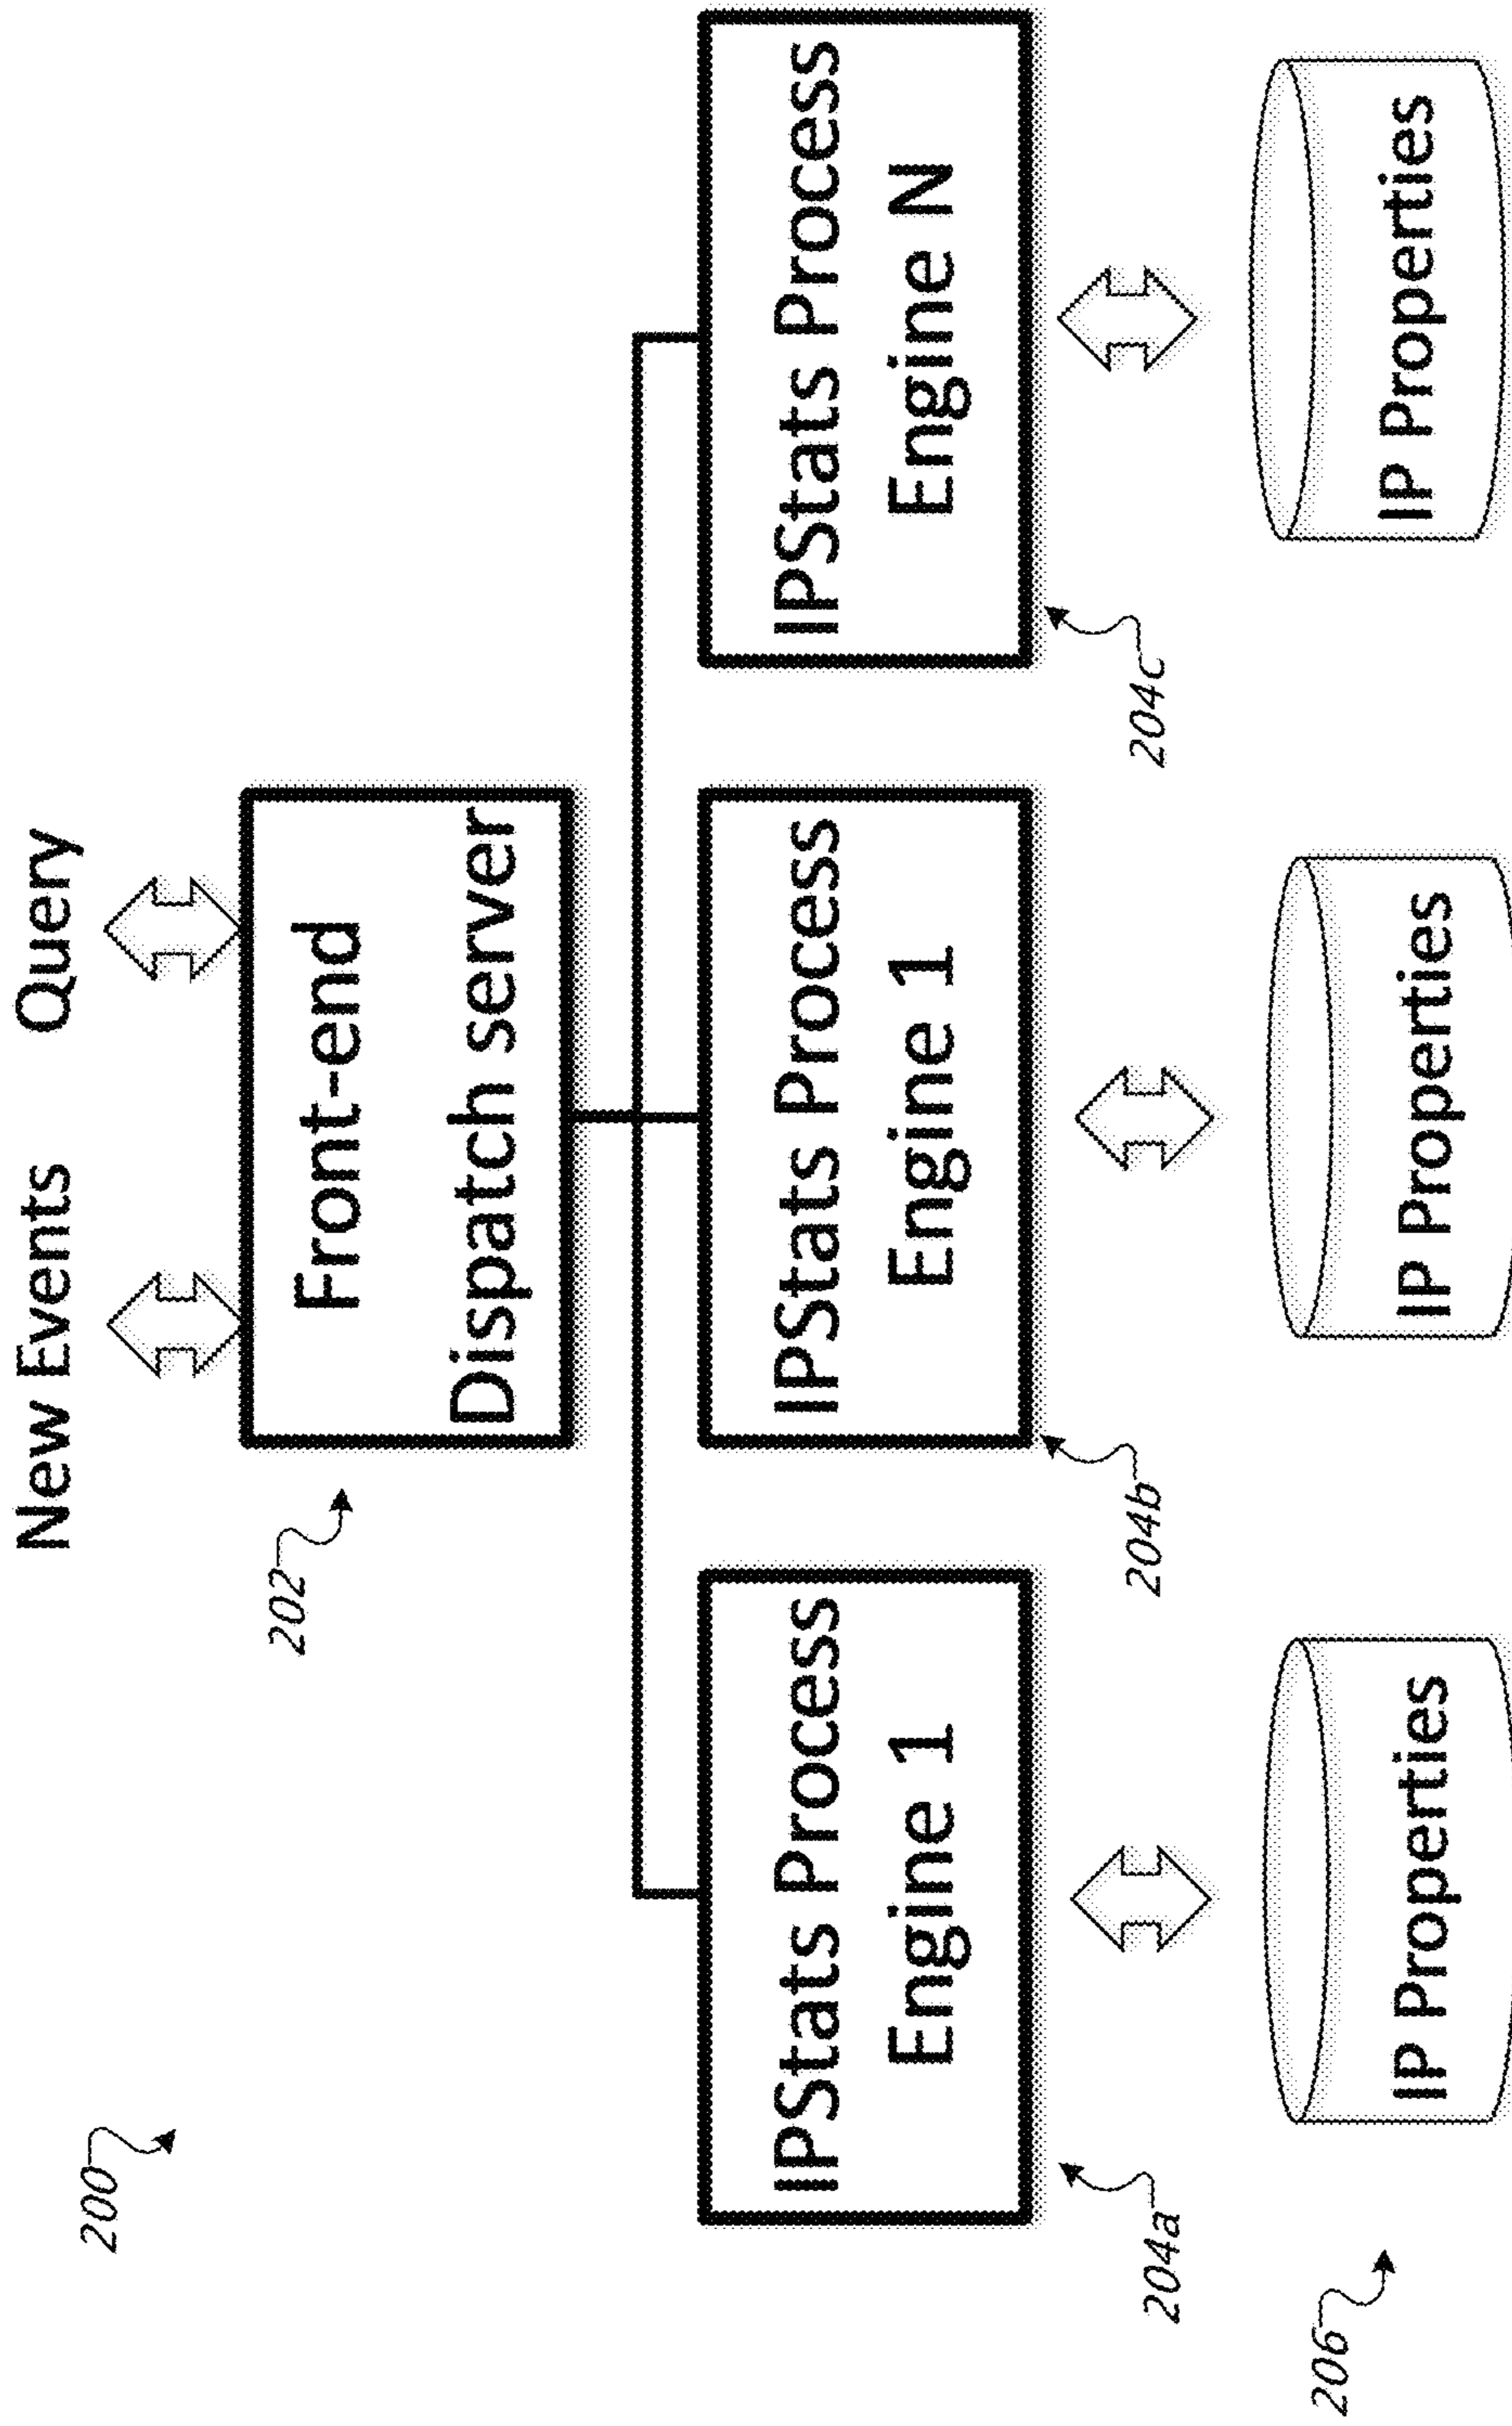 200
New Events
Query
202
Front-end
Dispatch server
IPStats Process
Engine 1
IPStats Process
Engine 1
IPStats Process
Engine N
204a
204b
204c
206
IP Properties
IP Properties
IP Properties